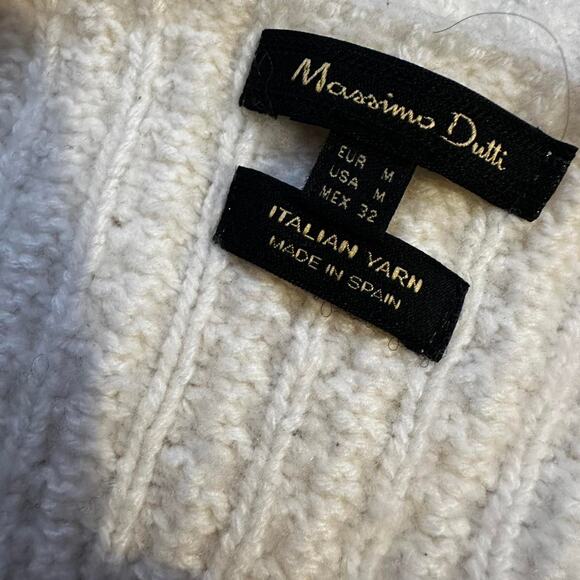 Massimo Dutti
EUR M
USA M
MEX 32
ITALIAN YARN
MADE IN SPAIN